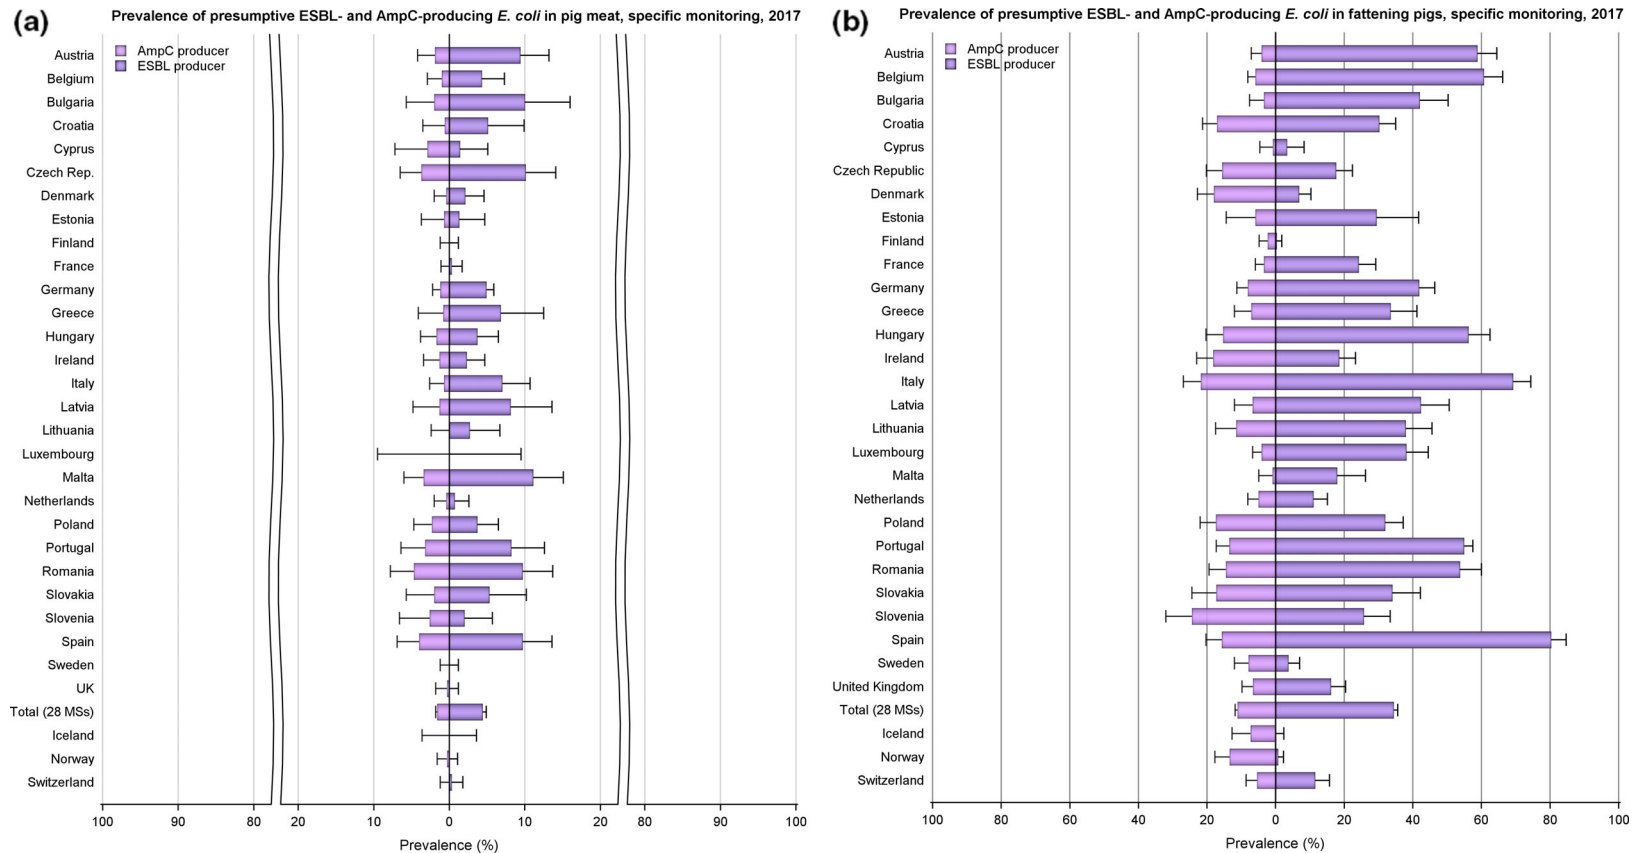 (a)
Prevalence of presumptive ESBL- and AmpC-producing E. coli in pig meat, specific monitoring, 2017
AmpC producer
ESBL producer
Austria
Belgium
Bulgaria
Croatia
Cyprus
Czech Rep.
Denmark
Estonia
Finland
France
Germany
Greece
Hungary
Ireland
Italy
Latvia
Lithuania
Luxembourg
Malta
Netherlands
Poland
Portugal
Romania
Slovakia
Slovenia
Spain
Sweden
UK
Total (28 MSs)
Iceland
Norway
Switzerland
100 90 80 20 10 0 10 20 80 90 100
Prevalence (%)
(b)
Prevalence of presumptive ESBL- and AmpC-producing E. coli in fattening pigs, specific monitoring, 2017
AmpC producer
ESBL producer
Austria
Belgium
Bulgaria
Croatia
Cyprus
Czech Republic
Denmark
Estonia
Finland
France
Germany
Greece
Hungary
Ireland
Italy
Latvia
Lithuania
Luxembourg
Malta
Netherlands
Poland
Portugal
Romania
Slovakia
Slovenia
Spain
Sweden
United Kingdom
Total (28 MSs)
Iceland
Norway
Switzerland
100 80 60 40 20 0 20 40 60 80 100
Prevalence (%)